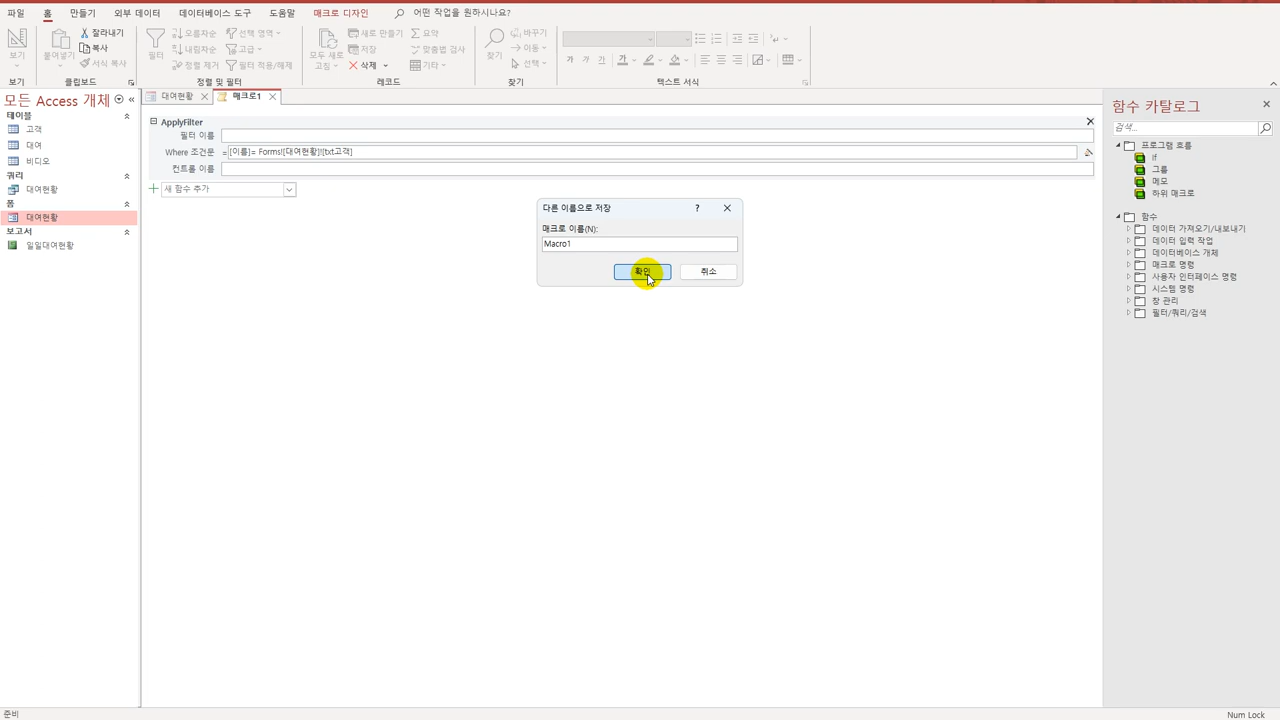 파일 홈 만들기 외부 데이터 데이터베이스 도구 도움말 매크로 디자인 어떤 작업을 원하시나요?
보기
보기
붙여넣기
잘라내기
복사
서식 복사
클립보드
필터
오름차순
내림차순
정렬 제거
선택 영역
고급
필터 적용/해제
정렬 및 필터
모두 새로 고침
새로 만들기
저장
삭제
요약
맞춤법 검사
기타
레코드
찾기
바꾸기
이동
선택
찾기
가 가 가 가
텍스트 서식
모든 Access 개체
테이블
고객
대여
비디오
쿼리
대여현황
폼
대여현황
보고서
일일대여현황
대여현황 매크로1
ApplyFilter
필터 이름
Where 조건문 = [이름]= Forms![대여현황]![txt고객]
컨트롤 이름
새 함수 추가
다른 이름으로 저장 ?
매크로 이름(N):
Macro1
확인 취소
함수 카탈로그
검색...
프로그램 흐름
If
그룹
메모
하위 매크로
함수
데이터 가져오기/내보내기
데이터 입력 작업
데이터베이스 개체
매크로 명령
사용자 인터페이스 명령
시스템 명령
창 관리
필터/쿼리/검색
준비 Num Lock